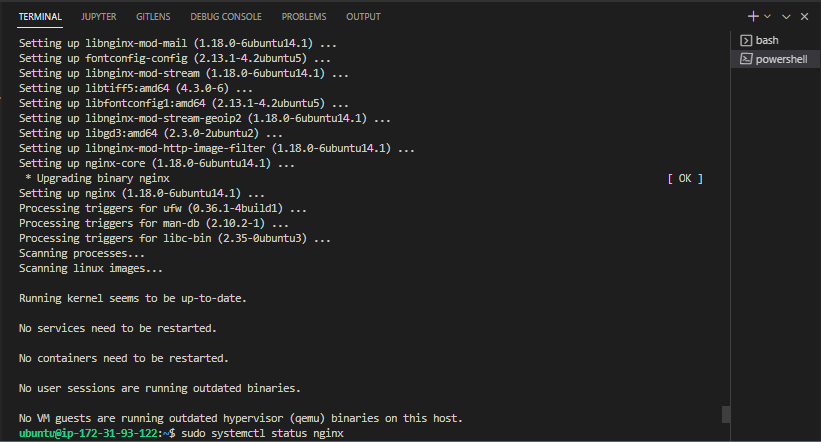 TERMINAL JUPYTER GITLENS DEBUG CONSOLE PROBLEMS OUTPUT
bash
powershell
Setting up libnginx-mod-mail (1.18.0-6ubuntu14.1) ...
Setting up fontconfig-config (2.13.1-4.2ubuntu5) ...
Setting up libnginx-mod-stream (1.18.0-6ubuntu14.1) ...
Setting up libtiff5:amd64 (4.3.0-6) ...
Setting up libfontconfig1:amd64 (2.13.1-4.2ubuntu5) ...
Setting up libnginx-mod-stream-geoip2 (1.18.0-6ubuntu14.1) ...
Setting up libgd3:amd64 (2.3.0-2ubuntu2) ...
Setting up libnginx-mod-http-image-filter (1.18.0-6ubuntu14.1) ...
Setting up nginx-core (1.18.0-6ubuntu14.1) ...
* Upgrading binary nginx [ OK ]
Setting up nginx (1.18.0-6ubuntu14.1) ...
Processing triggers for ufw (0.36.1-4build1) ...
Processing triggers for man-db (2.10.2-1) ...
Processing triggers for libc-bin (2.35-0ubuntu3) ...
Scanning processes...
Scanning linux images...
Running kernel seems to be up-to-date.
No services need to be restarted.
No containers need to be restarted.
No user sessions are running outdated binaries.
No VM guests are running outdated hypervisor (qemu) binaries on this host.
ubuntu@ip-172-31-93-122:~$ sudo systemctl status nginx